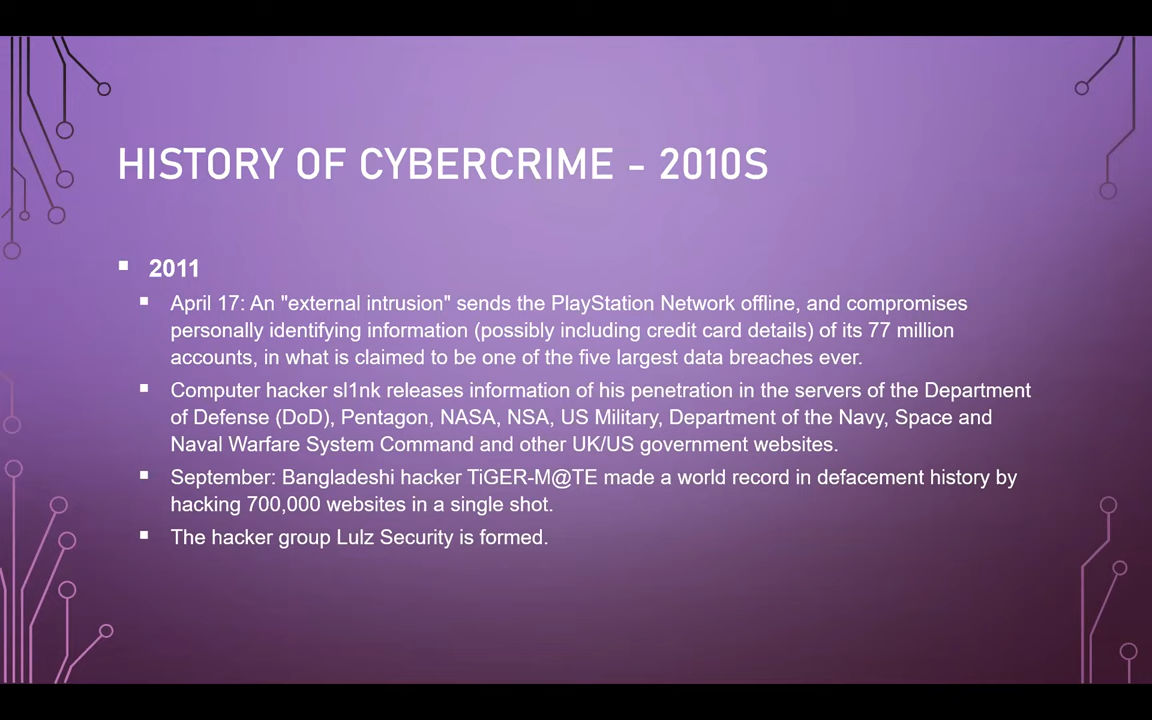 HISTORY OF CYBERCRIME - 2010S
2011
April 17: An "external intrusion" sends the PlayStation Network offline, and compromises
personally identifying information (possibly including credit card details) of its 77 million
accounts, in what is claimed to be one of the five largest data breaches ever.
Computer hacker sl1nk releases information of his penetration in the servers of the Department
of Defense (DoD), Pentagon, NASA, NSA, US Military, Department of the Navy, Space and
Naval Warfare System Command and other UK/US government websites.
September: Bangladeshi hacker TiGER-M@TE made a world record in defacement history by
hacking 700,000 websites in a single shot.
The hacker group Lulz Security is formed.